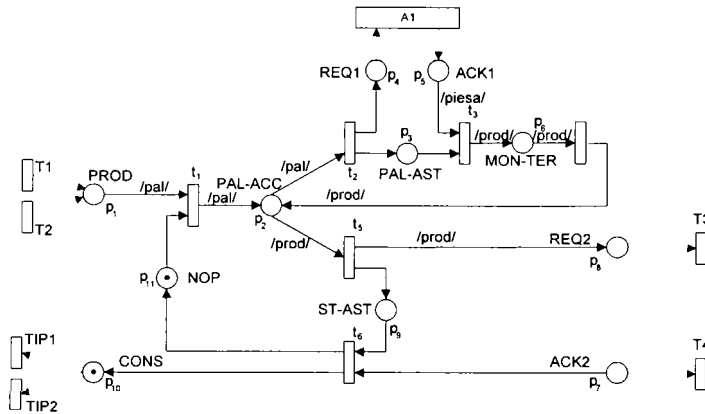 A1
REQ1
p4
p5
ACK1
/piesa/
t3
T1
PROD
t1
/pal/
p3
/prod/
p6
/prod/
PAL-ACC
t2
PAL-AST
MON-TER
/pal/
/pal/
p1
p2
/prod/
T2
/prod/
t5
/prod/
REQ2
T3
p8
p11
NOP
ST-AST
p9
TIP1
t6
CONS
ACK2
T4
p10
p7
TIP2